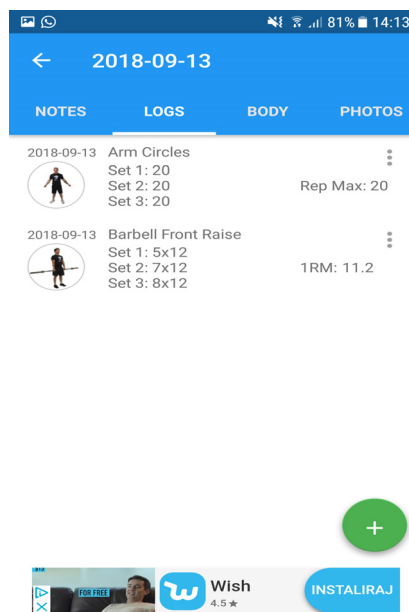 81% 14:13
2018-09-13
NOTES LOGS BODY PHOTOS
2018-09-13 Arm Circles
Set 1: 20
Set 2: 20 Rep Max: 20
Set 3: 20
2018-09-13 Barbell Front Raise
Set 1: 5x12
Set 2: 7x12 1RM: 11.2
Set 3: 8x12
+
FOR FREE
Wish
4.5 ★
INSTALIRAJ